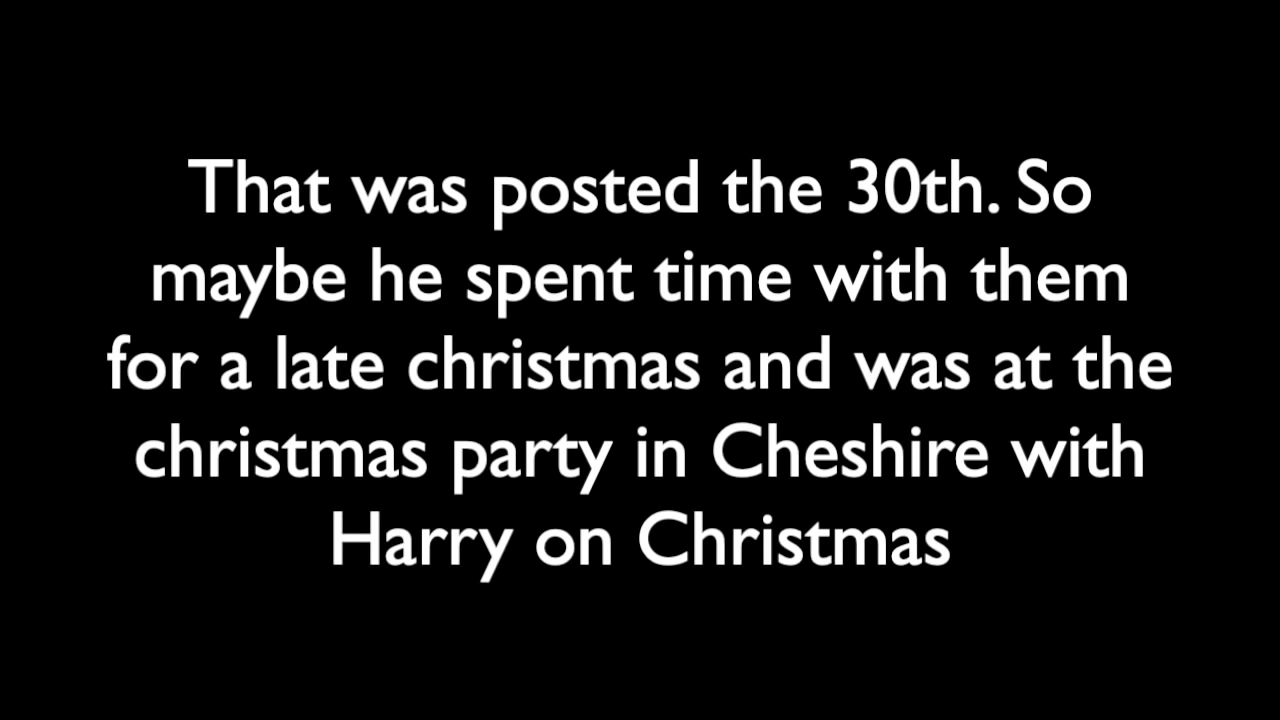 That was posted the 30th. So
maybe he spent time with them
for a late christmas and was at the
christmas party in Cheshire with
Harry on Christmas